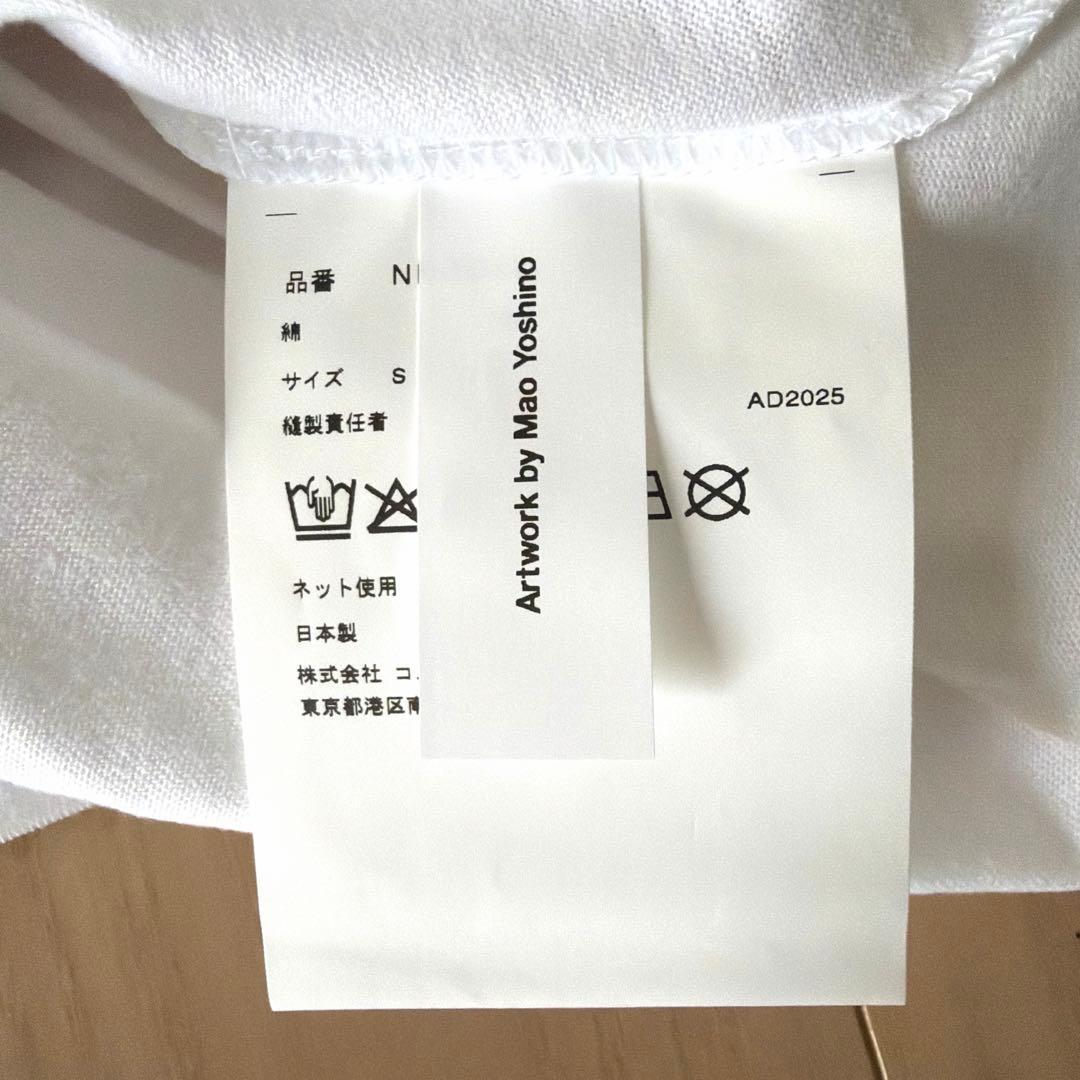 品番 N
綿
サイズ S
縫製責任者
AD2025
ネット使用
日本製
株式会社 コ
東京都港区南
Artwork by Mao Yoshino